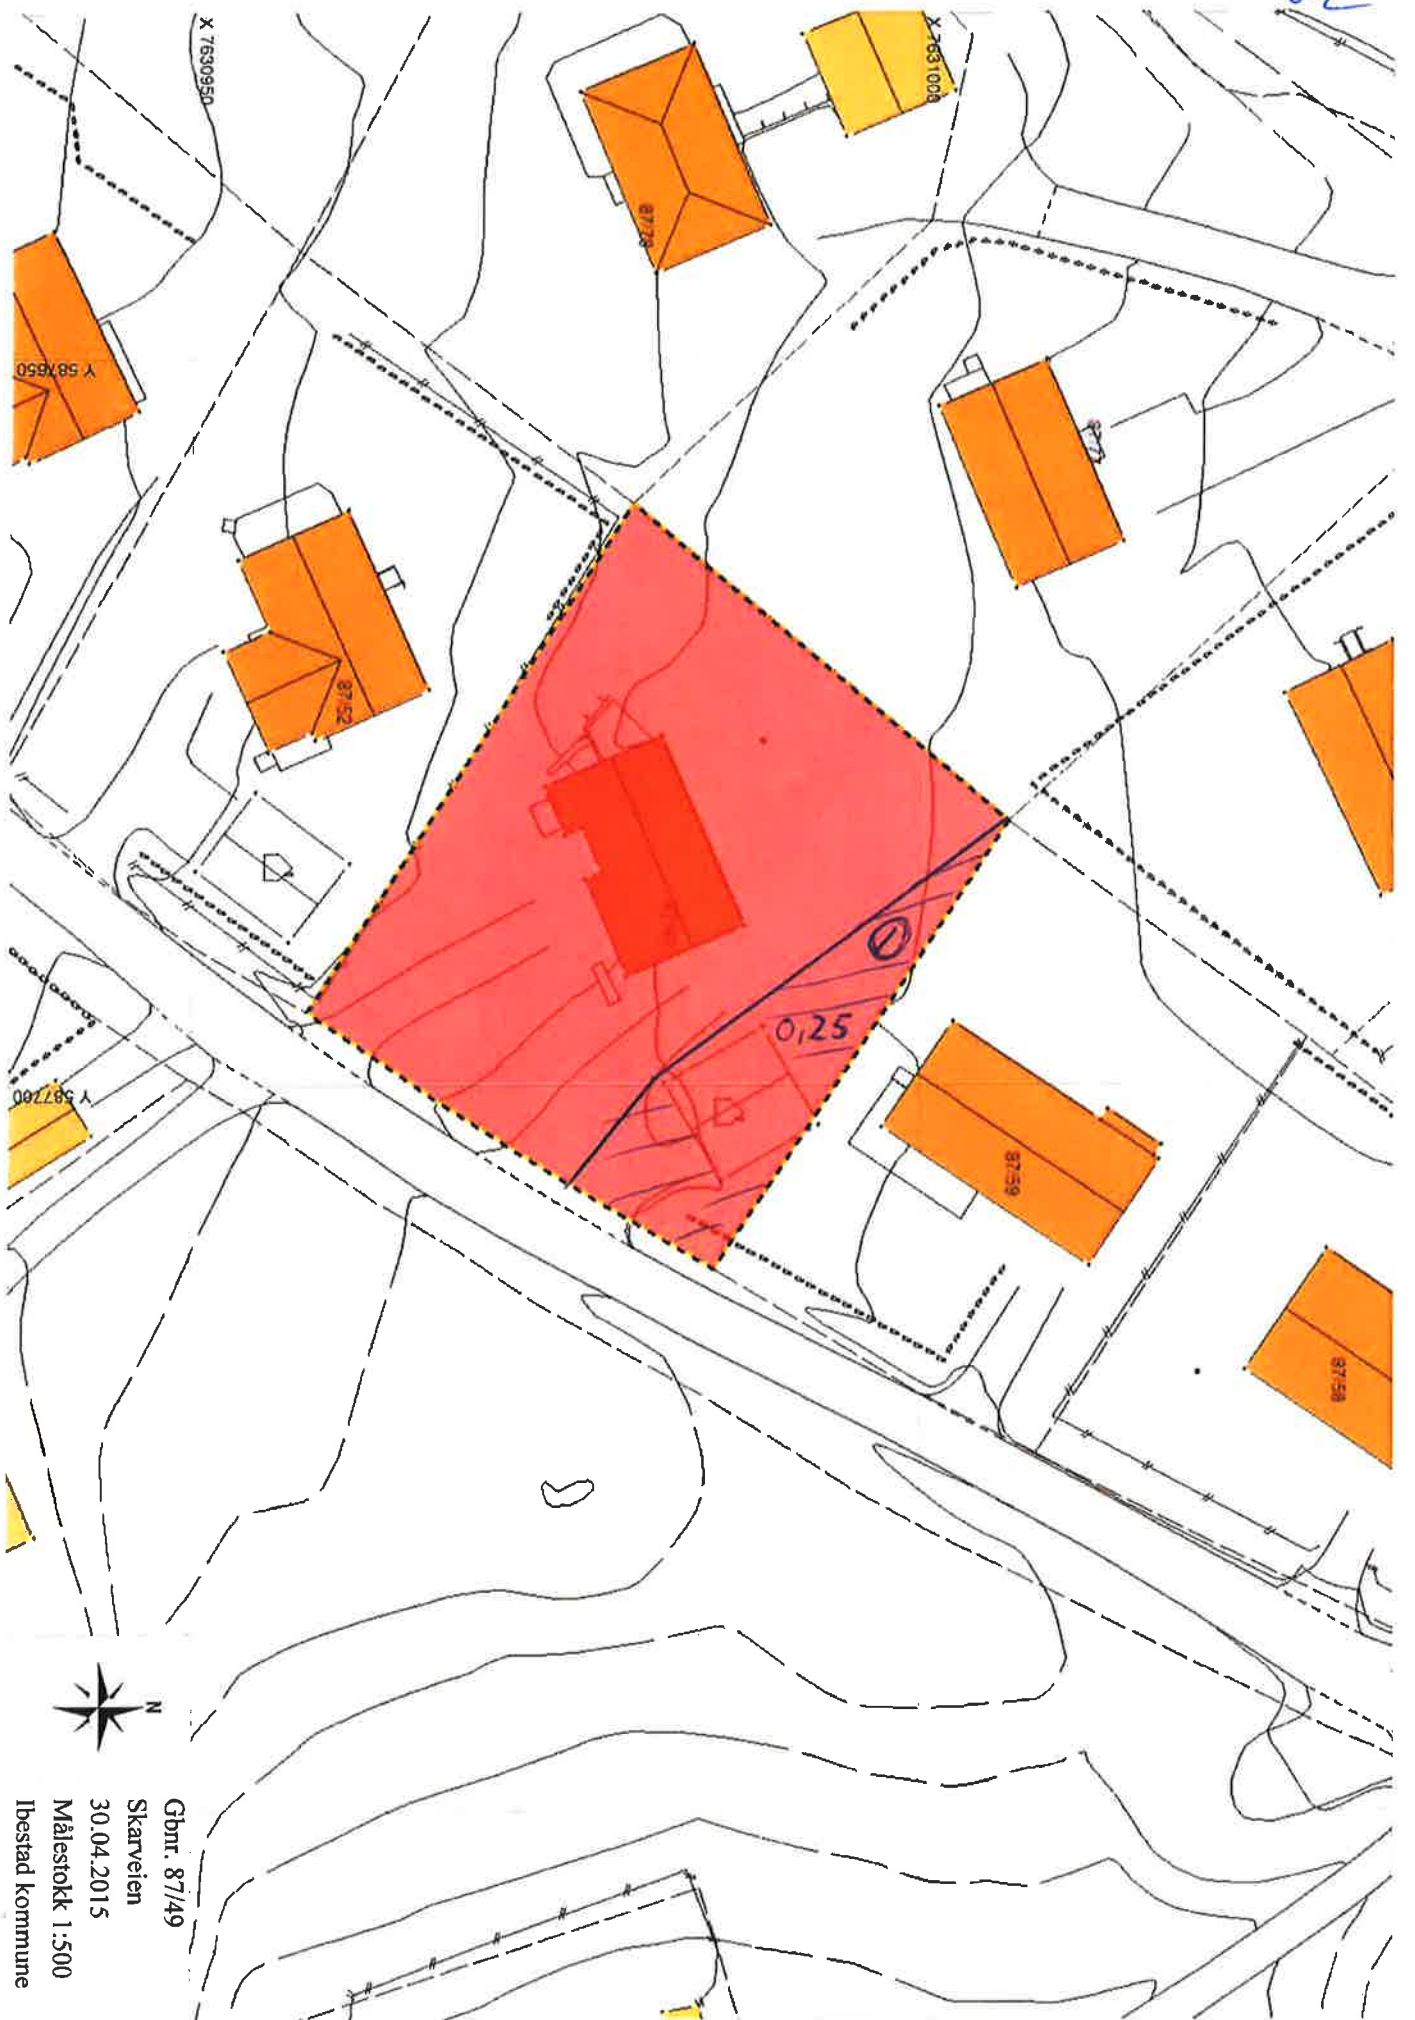 X 7630950
X 7631000
87/78
Y 587650
87/52
1
0,25
87/59
Y 587700
87/58
N
Gbnr. 87/49
Skarveien
30.04.2015
Målestokk 1:500
Ibestad kommune